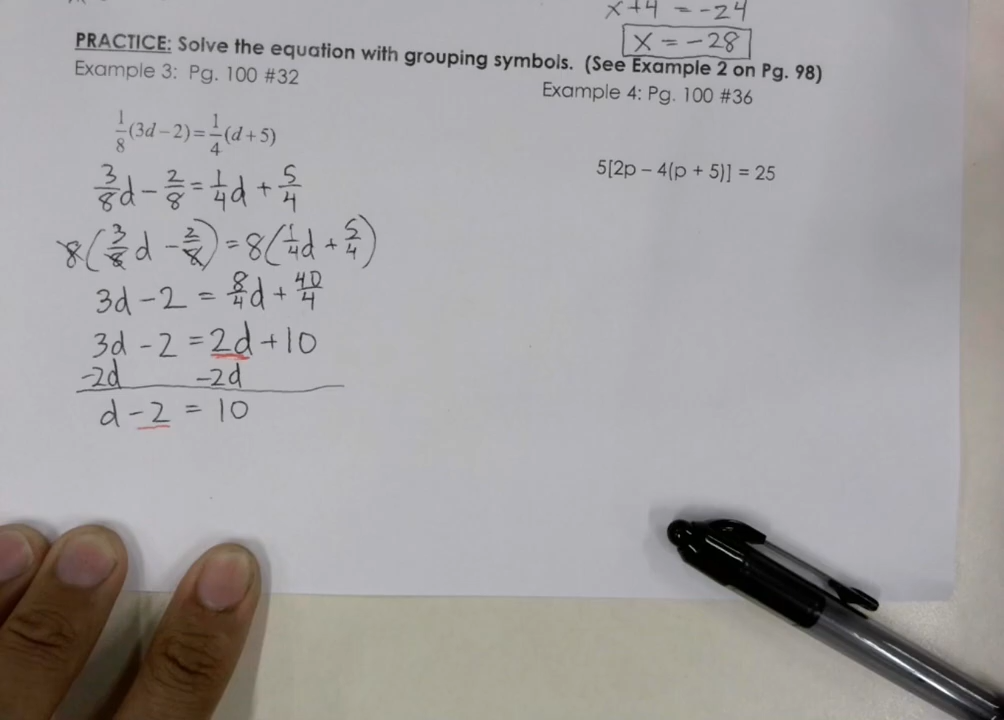 x+4 = -24
x = -28
PRACTICE: Solve the equation with grouping symbols. (See Example 2 on Pg. 98)
Example 3: Pg. 100 #32
1/8(3d – 2)=1/4(d + 5)
3/8d - 2/8 = 1/4d + 5/4
8(3/8d - 2/8) = 8(1/4d + 5/4)
3d - 2 = 8/4d + 40/4
3d - 2 = 2d + 10
-2d -2d
d - 2 = 10
Example 4: Pg. 100 #36
5[2p – 4(p + 5)] = 25